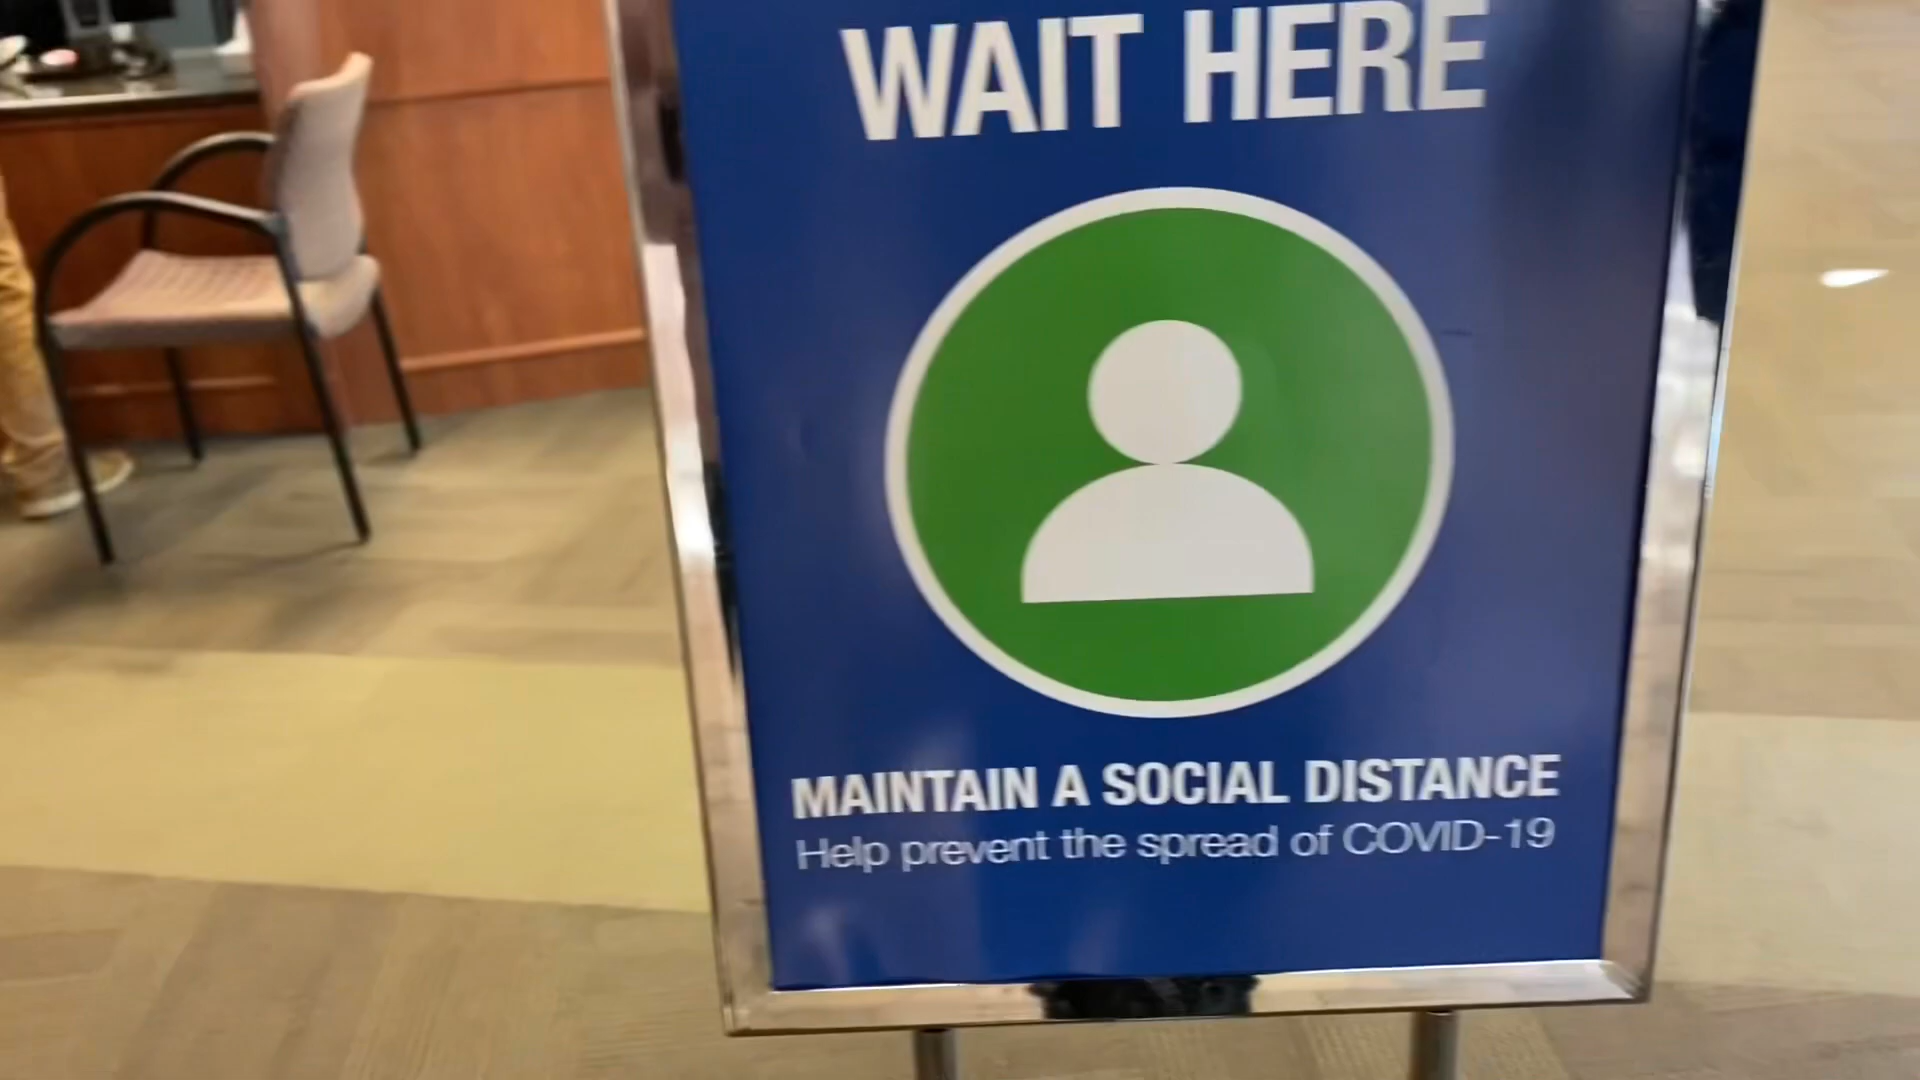 WAIT HERE
MAINTAIN A SOCIAL DISTANCE
Help prevent the spread of COVID-19